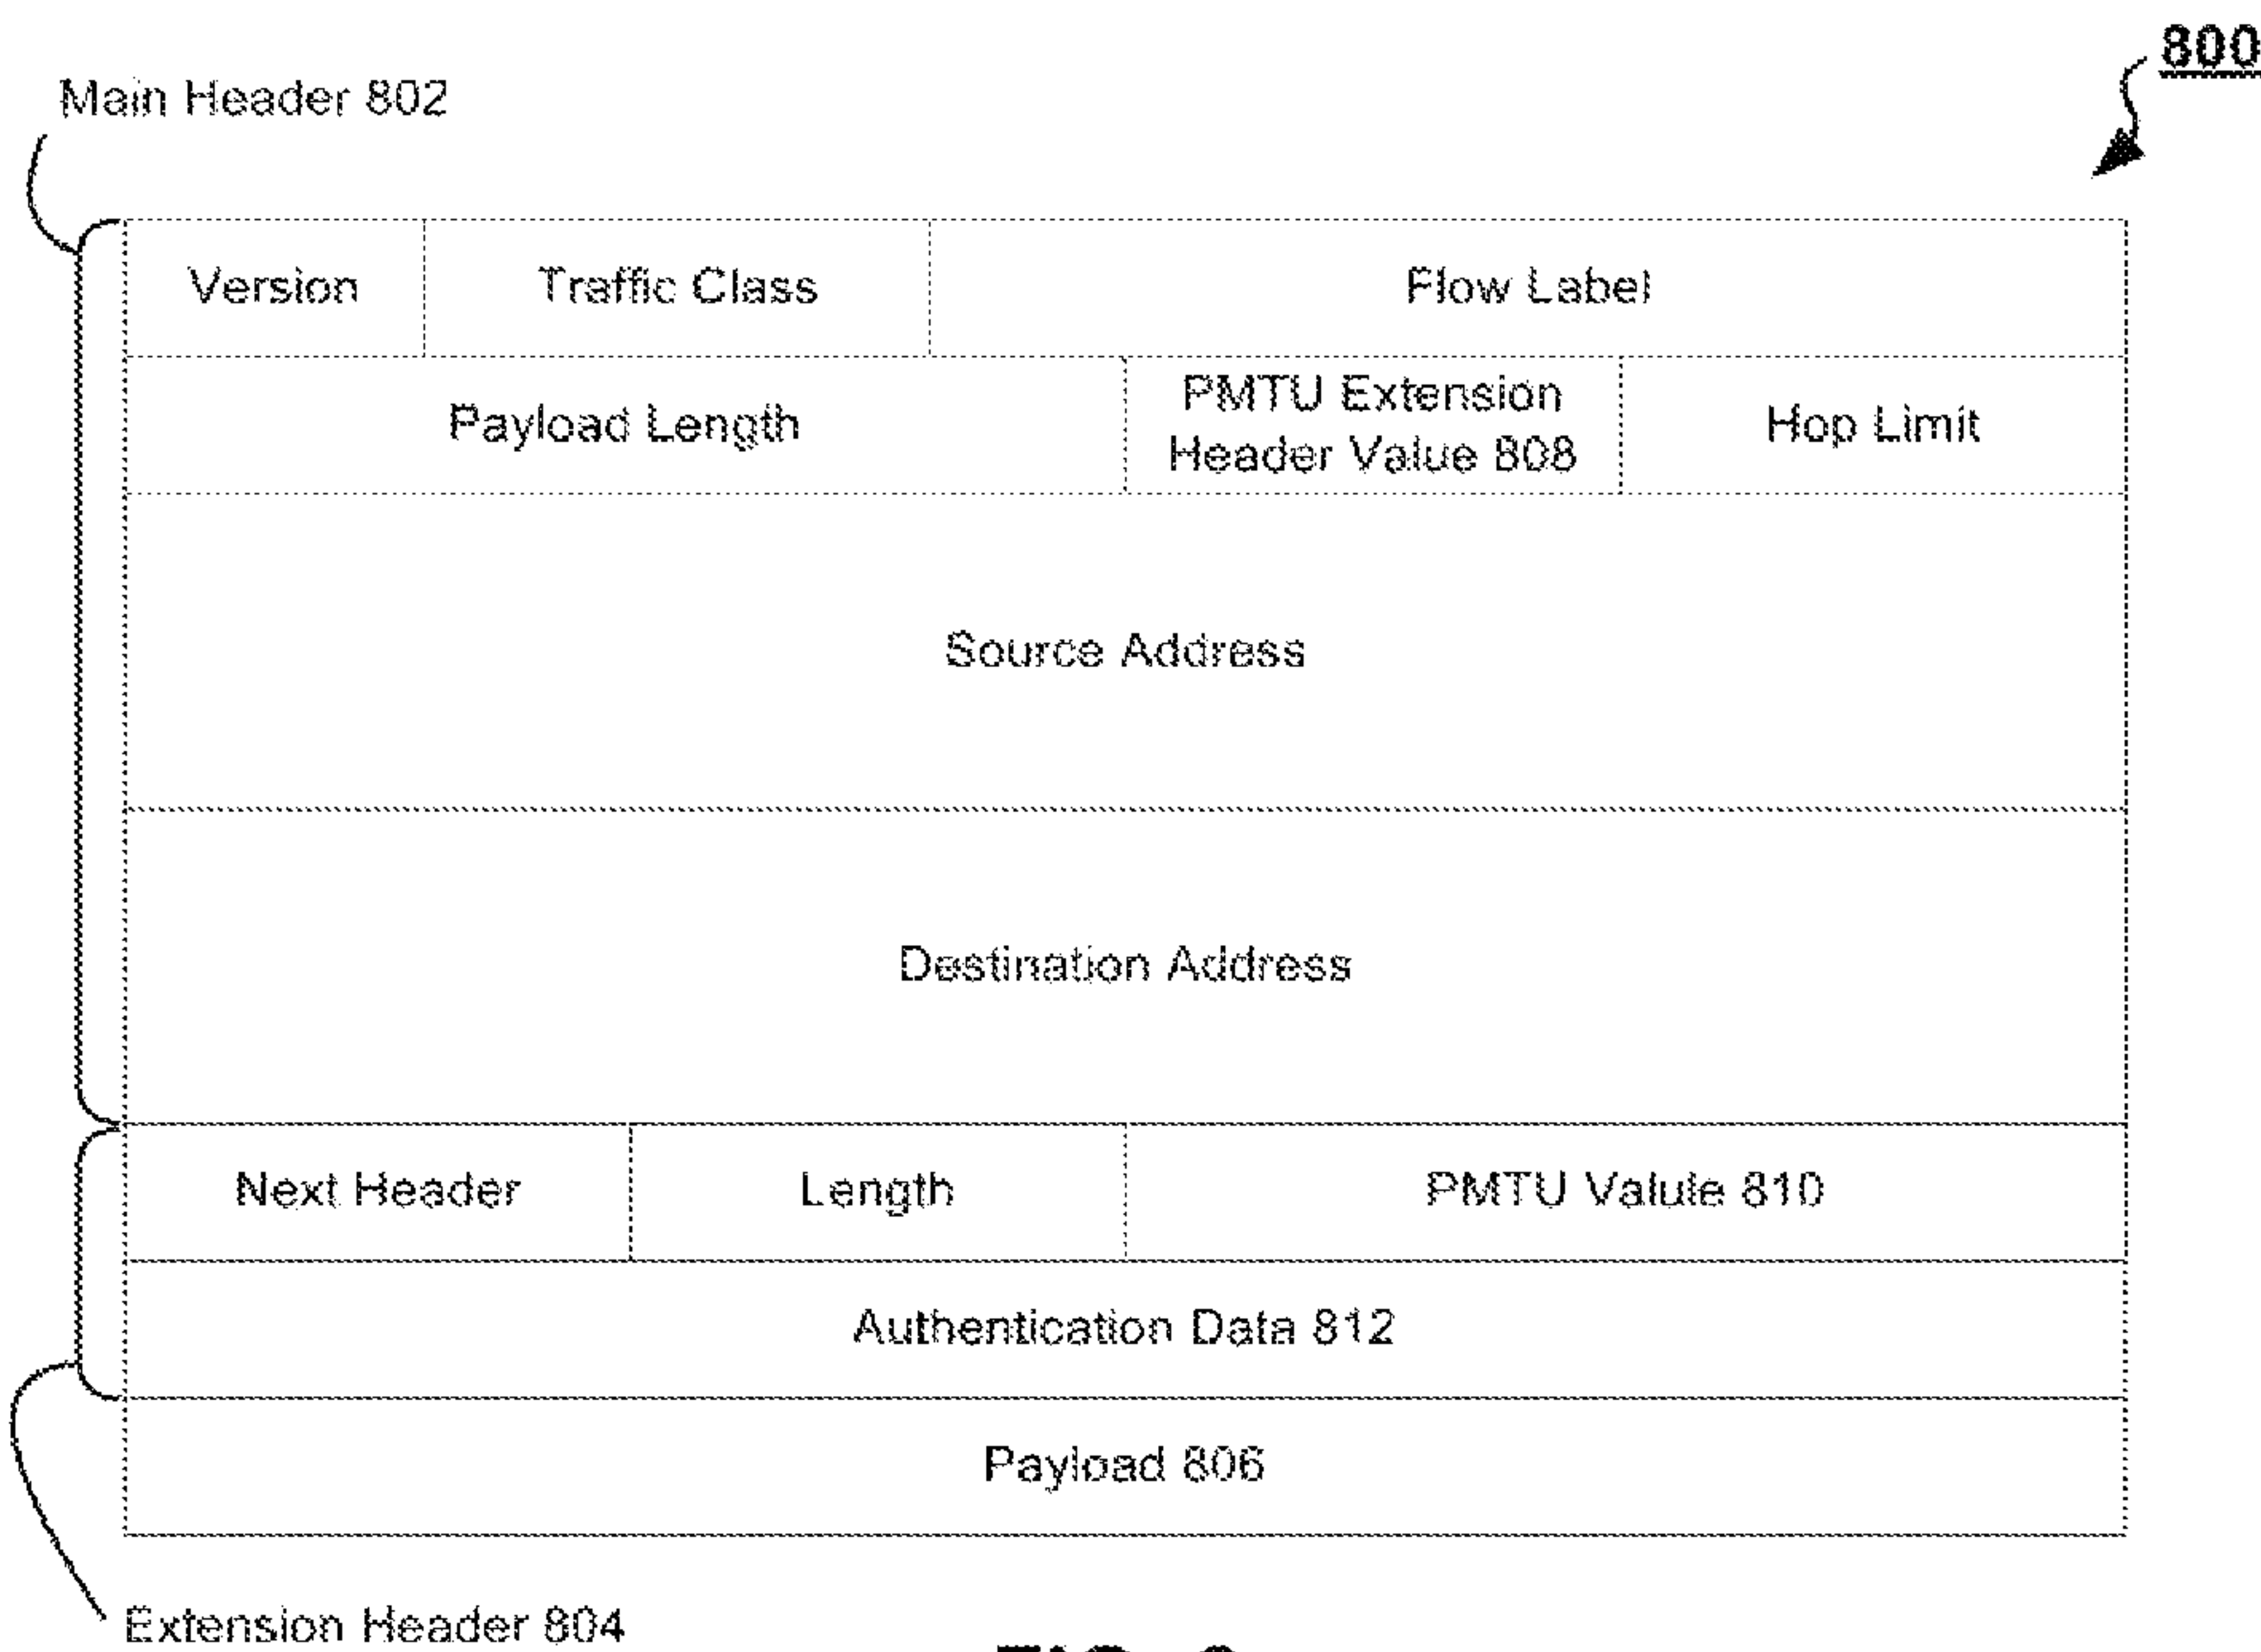 800
Main Header 802
Version Traffic Class Flow Label
Payload Length PMTU Extension Header Value 808 Hop Limit
Source Address
Destination Address
Next Header Length PMTU Valule 810
Authentication Data 812
Payload 806
Extension Header 804